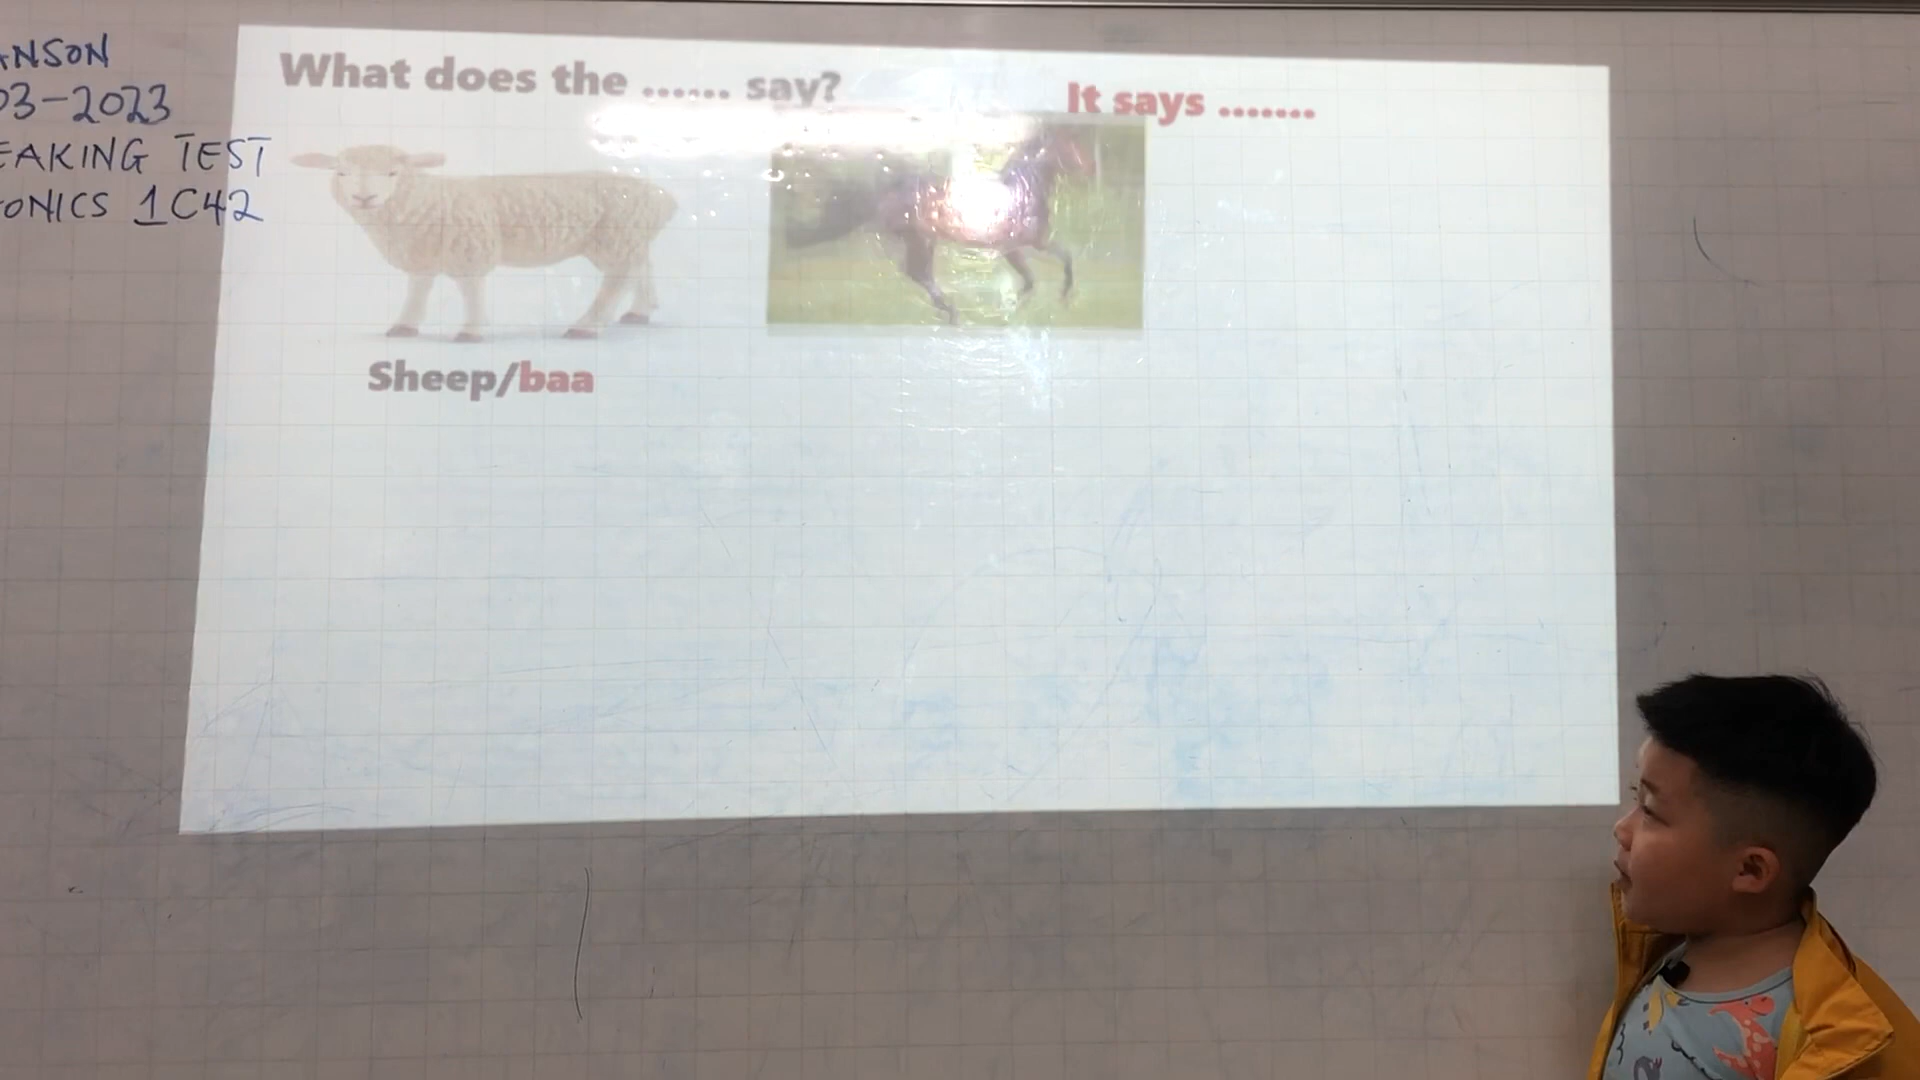 ANSON
03-2023
EAKING TEST
ONICS 1C42
What does the ...... say?
It says .......
Sheep/baa